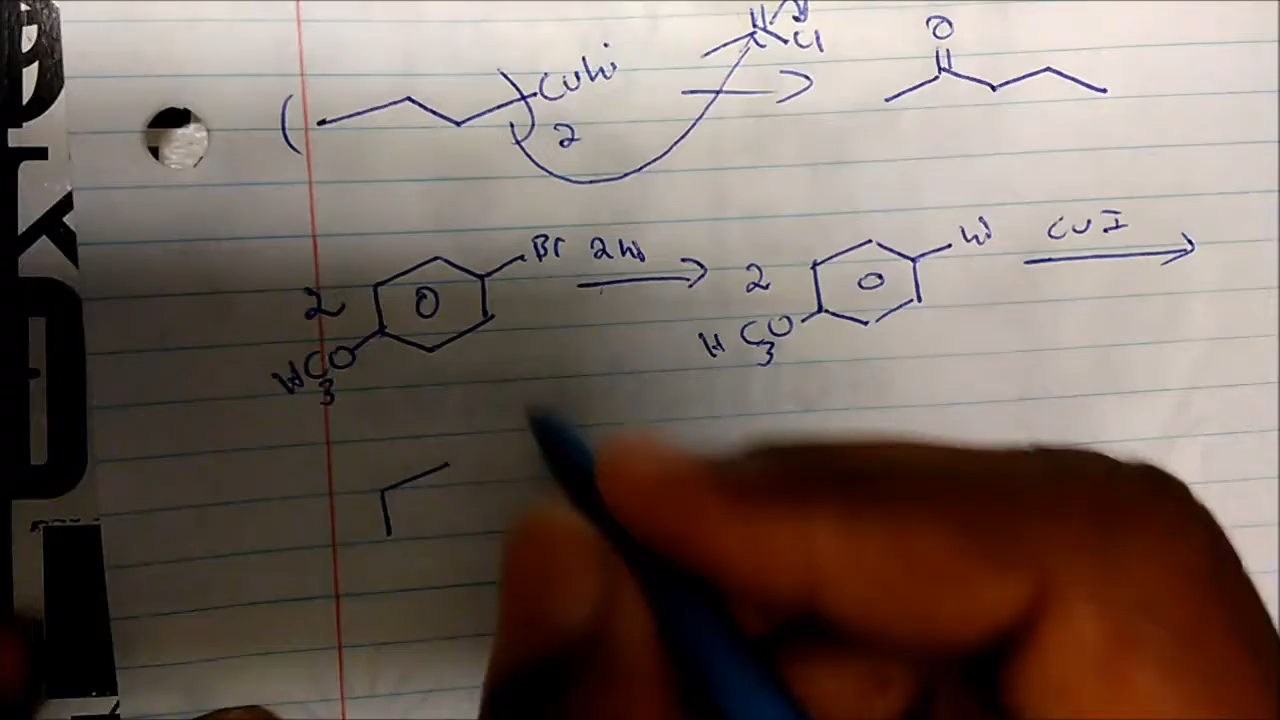 O
( )2 CuLi Cl O
2 Br 2Li 2 Li CuI
H3CO H3CO